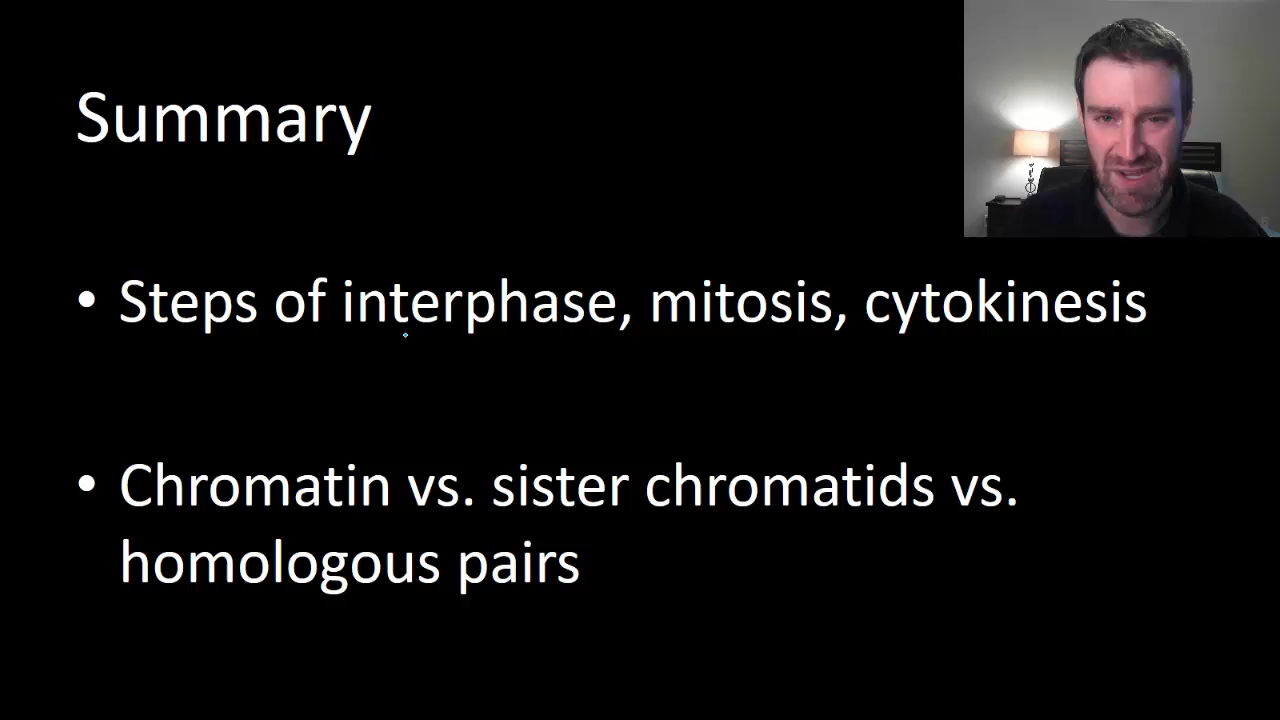 Summary
• Steps of interphase, mitosis, cytokinesis
• Chromatin vs. sister chromatids vs.
homologous pairs